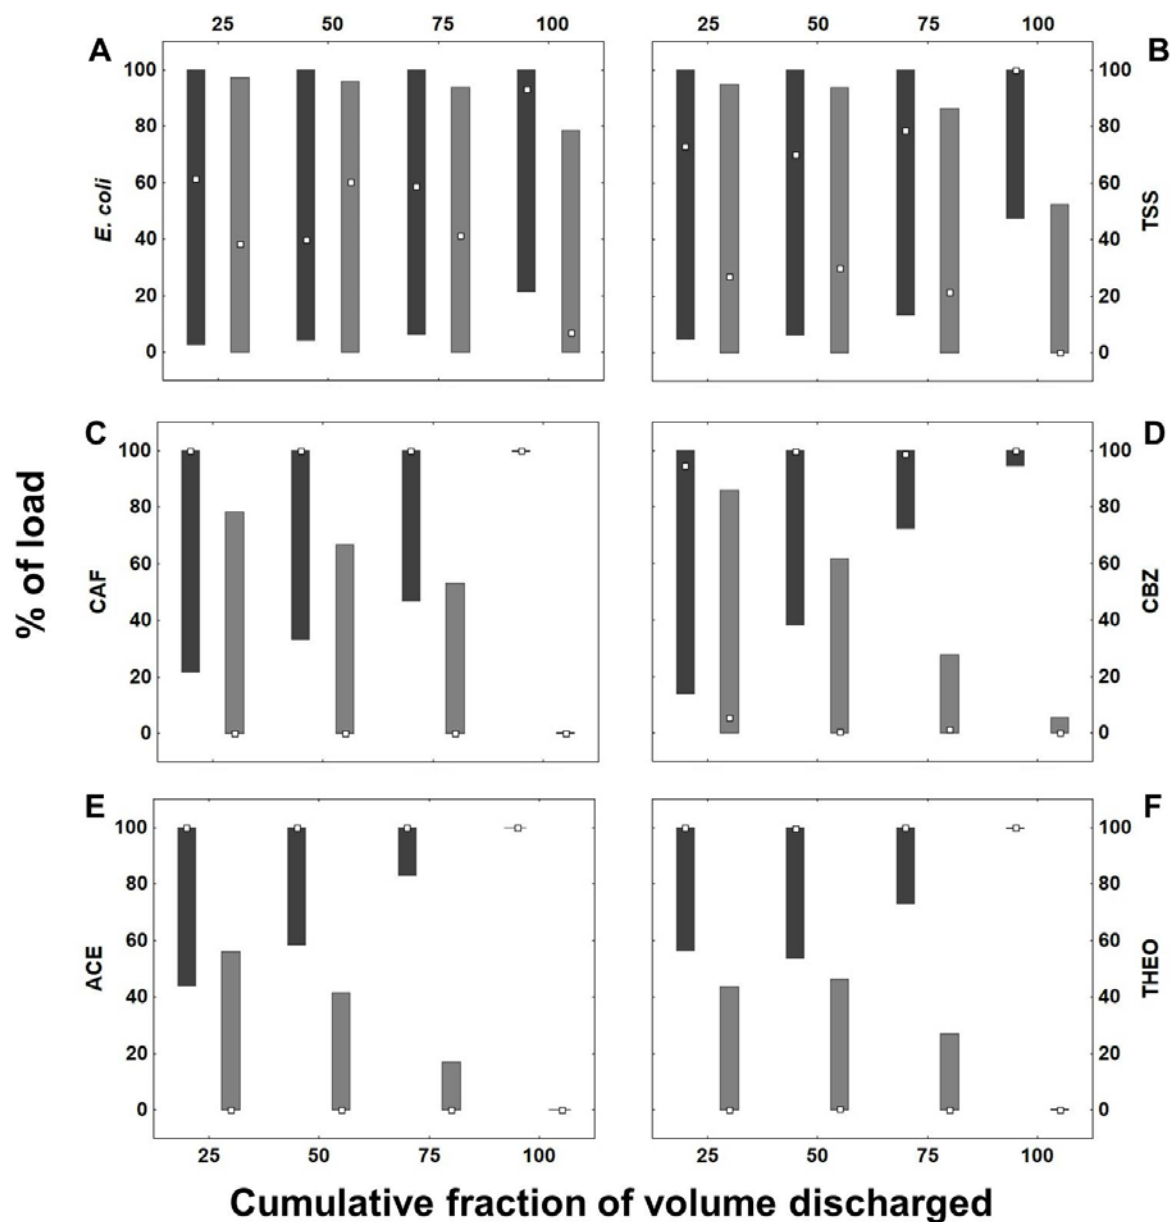 25 50 75 100 25 50 75 100
A B
100 100
80 80
60 60
40 40
20 20
0 0
E. coli TSS
C D
100 100
80 80
60 60
40 40
20 20
0 0
CAF CBZ
% of load
E F
100 100
80 80
60 60
40 40
20 20
0 0
ACE THEO
25 50 75 100 25 50 75 100
Cumulative fraction of volume discharged